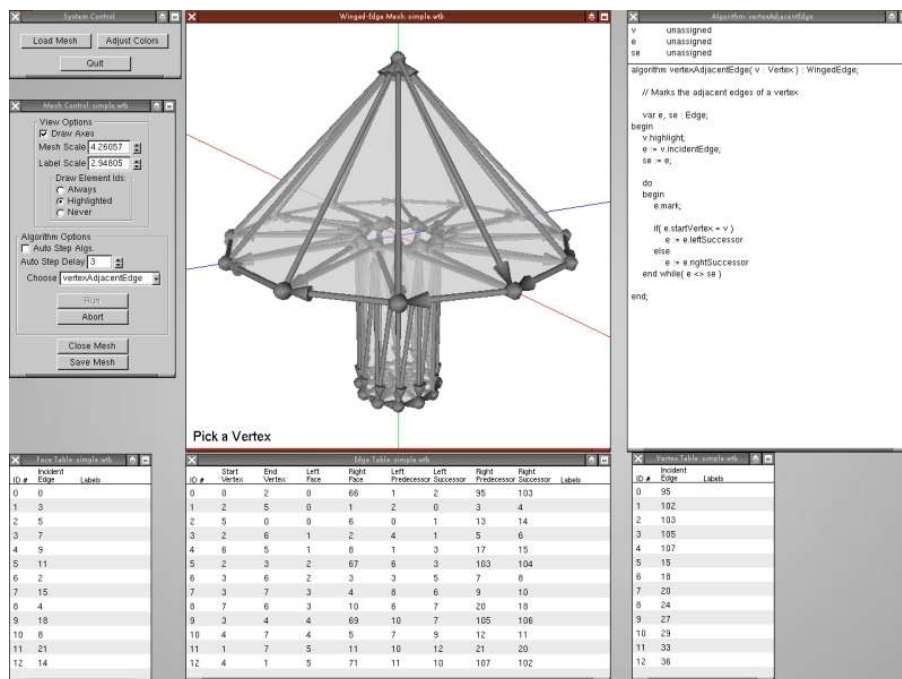 System Control
Load Mesh
Adjust Colors
Quit
Mesh Control: simple.wtb
View Options
Draw Axes
Mesh Scale 4.26057
Label Scale 2.94805
Draw Element Ids:
Always
Highlighted
Never
Algorithm Options
Auto Step Algs.
Auto Step Delay 3
Choose vertexAdjacentEdge
Run
Abort
Close Mesh
Save Mesh
Winged-Edge Mesh: simple.wtb
Pick a Vertex
Algorithm: vertexAdjacentEdge
v unassigned
e unassigned
se unassigned
algorithm vertexAdjacentEdge( v : Vertex ) : WingedEdge;
// Marks the adjacent edges of a vertex
var e, se : Edge;
begin
v.highlight;
e := v.incidentEdge;
se := e;
do
begin
e.mark;
if( e.startVertex = v )
e := e.leftSuccessor
else
e := e.rightSuccessor
end while( e <> se )
end;
Face Table: simple.wtb
Incident
ID # Edge Labels
0 0
1 3
2 5
3 7
4 9
5 11
6 2
7 15
8 4
9 18
10 8
11 21
12 14
Edge Table: simple.wtb
Start End Left Right Left Left Right Right
ID # Vertex Vertex Face Face Predecessor Successor Predecessor Successor Labels
0 0 2 0 66 1 2 95 103
1 2 5 0 1 2 0 3 4
2 5 0 0 6 0 1 13 14
3 2 6 1 2 4 1 5 6
4 6 5 1 8 1 3 17 15
5 2 3 2 67 6 3 103 104
6 3 6 2 3 3 5 7 8
7 3 7 3 4 8 6 9 10
8 7 6 3 10 6 7 20 18
9 3 4 4 69 10 7 105 106
10 4 7 4 5 7 9 12 11
11 1 7 5 11 10 12 21 20
12 4 1 5 71 11 10 107 102
Vertex Table: simple.wtb
Incident
ID # Edge Labels
0 95
1 102
2 103
3 105
4 107
5 15
6 18
7 20
8 24
9 27
10 29
11 33
12 36